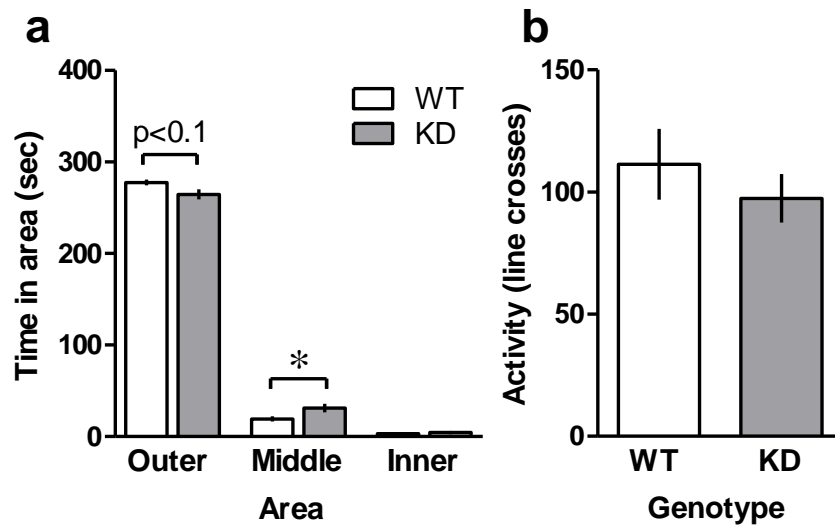 a
400
300
200
100
0
Time in area (sec)
WT
KD
p<0.1
*
Outer Middle Inner
Area
b
150
100
50
0
Activity (line crosses)
WT KD
Genotype